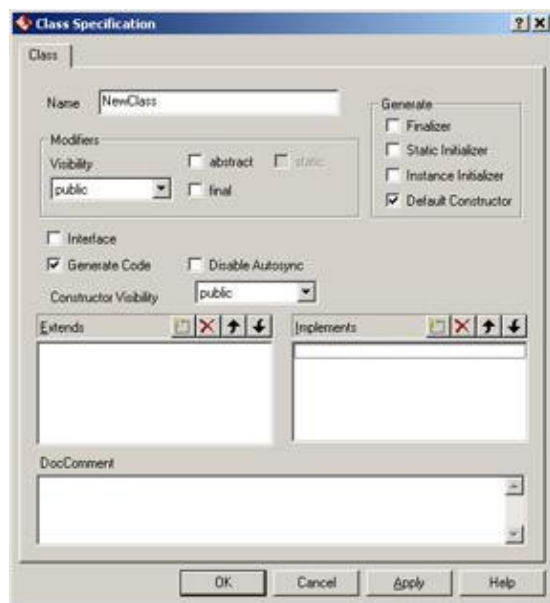 Class Specification
Class
Name NewClass
Generate
Finalizer
Static Initializer
Instance Initializer
Default Constructor
Modifiers
Visibility
public
abstract
static
final
Interface
Generate Code
Disable Autosync
Constructor Visibility public
Extends
Implements
DocComment
OK Cancel Apply Help